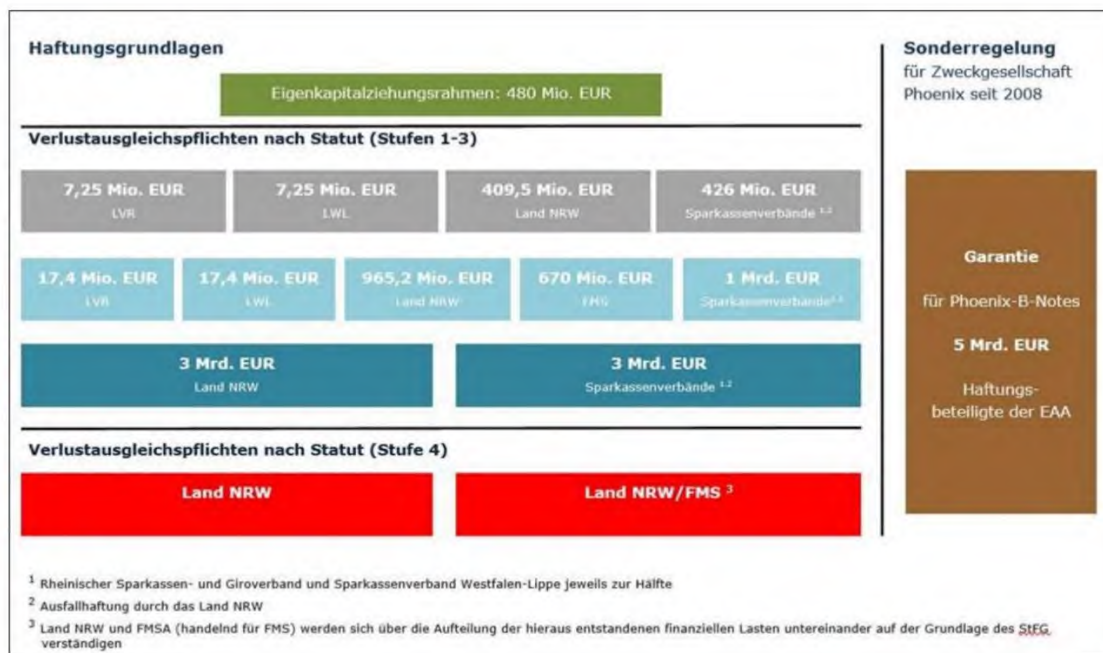 Haftungsgrundlagen
Eigenkapitalziehungsrahmen: 480 Mio. EUR
Verlustausgleichspflichten nach Statut (Stufen 1-3)
7,25 Mio. EUR
LVR
7,25 Mio. EUR
LWL
409,5 Mio. EUR
Land NRW
426 Mio. EUR
Sparkassenverbände 1,2
17,4 Mio. EUR
LVR
17,4 Mio. EUR
LWL
965,2 Mio. EUR
Land NRW
670 Mio. EUR
FMS
1 Mrd. EUR
Sparkassenverbände
3 Mrd. EUR
Land NRW
3 Mrd. EUR
Sparkassenverbände 1,2
Verlustausgleichspflichten nach Statut (Stufe 4)
Land NRW
Land NRW/FMS 3
Sonderregelung
für Zweckgesellschaft
Phoenix seit 2008
Garantie
für Phoenix-B-Notes
5 Mrd. EUR
Haftungs-
beteiligte der EAA
1 Rheinischer Sparkassen- und Giroverband und Sparkassenverband Westfalen-Lippe jeweils zur Hälfte
2 Ausfallhaftung durch das Land NRW
3 Land NRW und FMSA (handelnd für FMS) werden sich über die Aufteilung der hieraus entstandenen finanziellen Lasten untereinander auf der Grundlage des StFG
verständigen